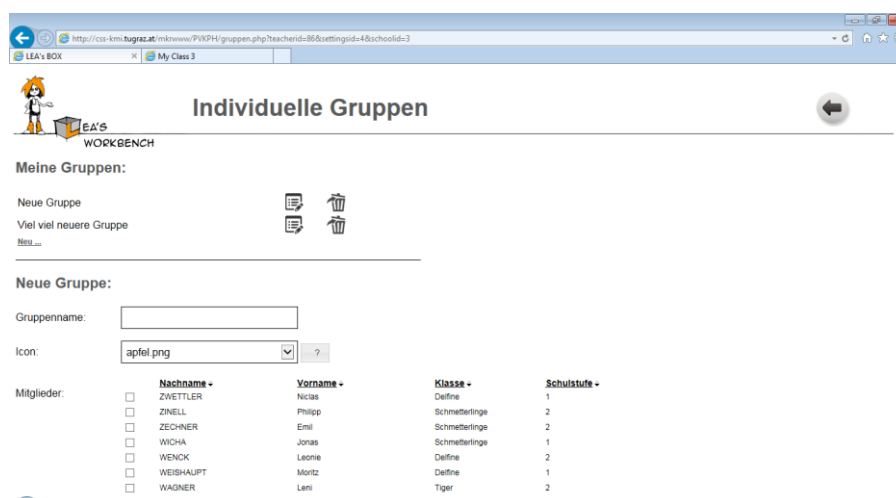 http://css-kmi.tugraz.at/mkrwww/PVKPH/gruppen.php?teacherid=86&settingsid=4&schoolid=3
LEA's BOX × My Class 3
LEA'S
WORKBENCH
Individuelle Gruppen
Meine Gruppen:
Neue Gruppe
Viel viel neuere Gruppe
Neu ...
Neue Gruppe:
Gruppenname:
Icon: apfel.png ?
Mitglieder: Nachname Vorname Klasse Schulstufe
ZWETTLER Niclas Delfine 1
ZINELL Philipp Schmetterlinge 2
ZECHNER Emil Schmetterlinge 2
WICHA Jonas Schmetterlinge 1
WENCK Leonie Delfine 2
WEISHAUPT Moritz Delfine 1
WAGNER Leni Tiger 2